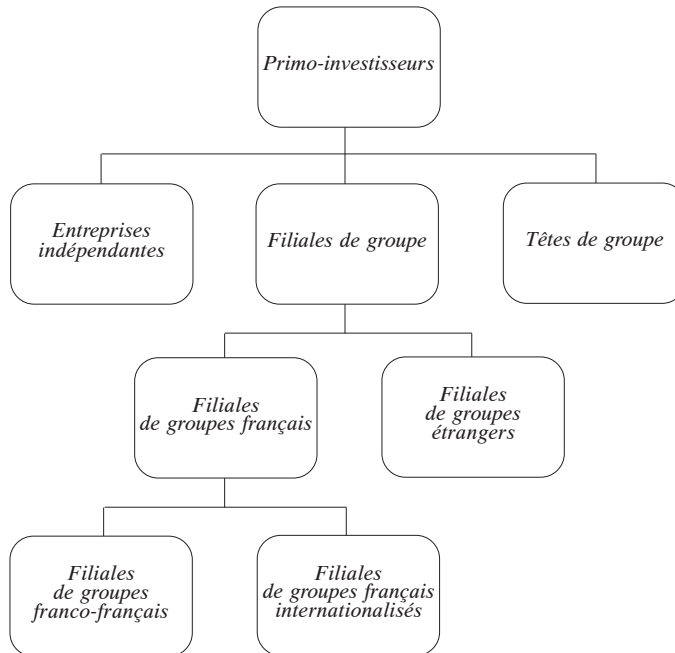 Primo-investisseurs
Entreprises
indépendantes
Filiales de groupe
Têtes de groupe
Filiales
de groupes français
Filiales
de groupes
étrangers
Filiales
de groupes
franco-français
Filiales
de groupes français
internationalisés